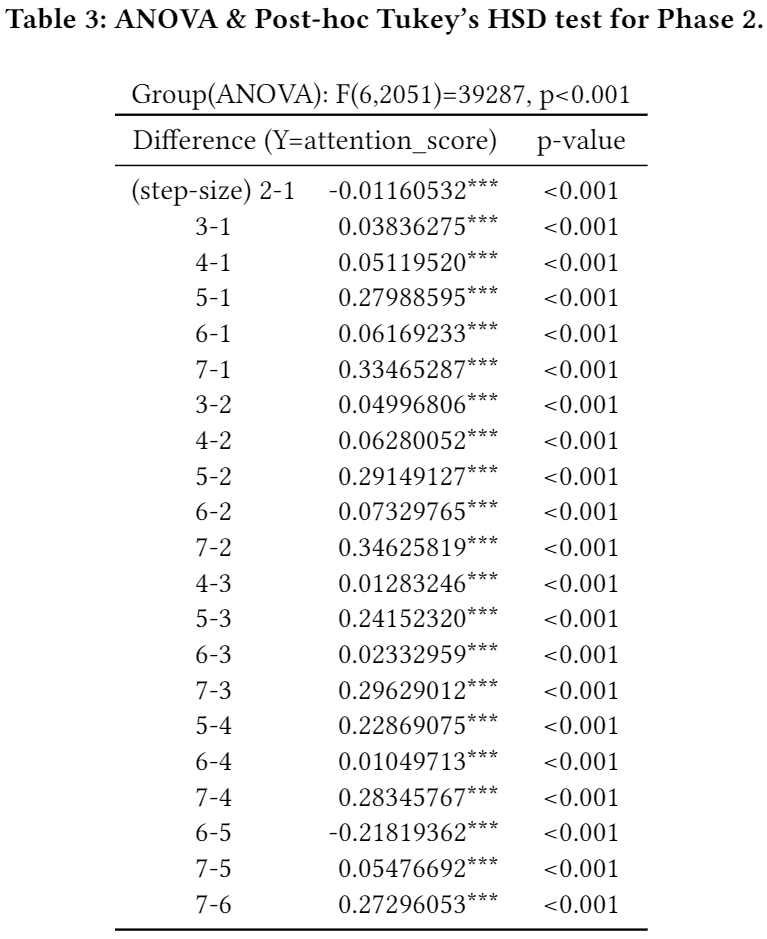 Table 3: ANOVA & Post-hoc Tukey's HSD test for Phase 2.
Group(ANOVA): F(6,2051)=39287, p<0.001
Difference (Y=attention_score) p-value
(step-size) 2-1 -0.01160532*** <0.001
3-1 0.03836275*** <0.001
4-1 0.05119520*** <0.001
5-1 0.27988595*** <0.001
6-1 0.06169233*** <0.001
7-1 0.33465287*** <0.001
3-2 0.04996806*** <0.001
4-2 0.06280052*** <0.001
5-2 0.29149127*** <0.001
6-2 0.07329765*** <0.001
7-2 0.34625819*** <0.001
4-3 0.01283246*** <0.001
5-3 0.24152320*** <0.001
6-3 0.02332959*** <0.001
7-3 0.29629012*** <0.001
5-4 0.22869075*** <0.001
6-4 0.01049713*** <0.001
7-4 0.28345767*** <0.001
6-5 -0.21819362*** <0.001
7-5 0.05476692*** <0.001
7-6 0.27296053*** <0.001